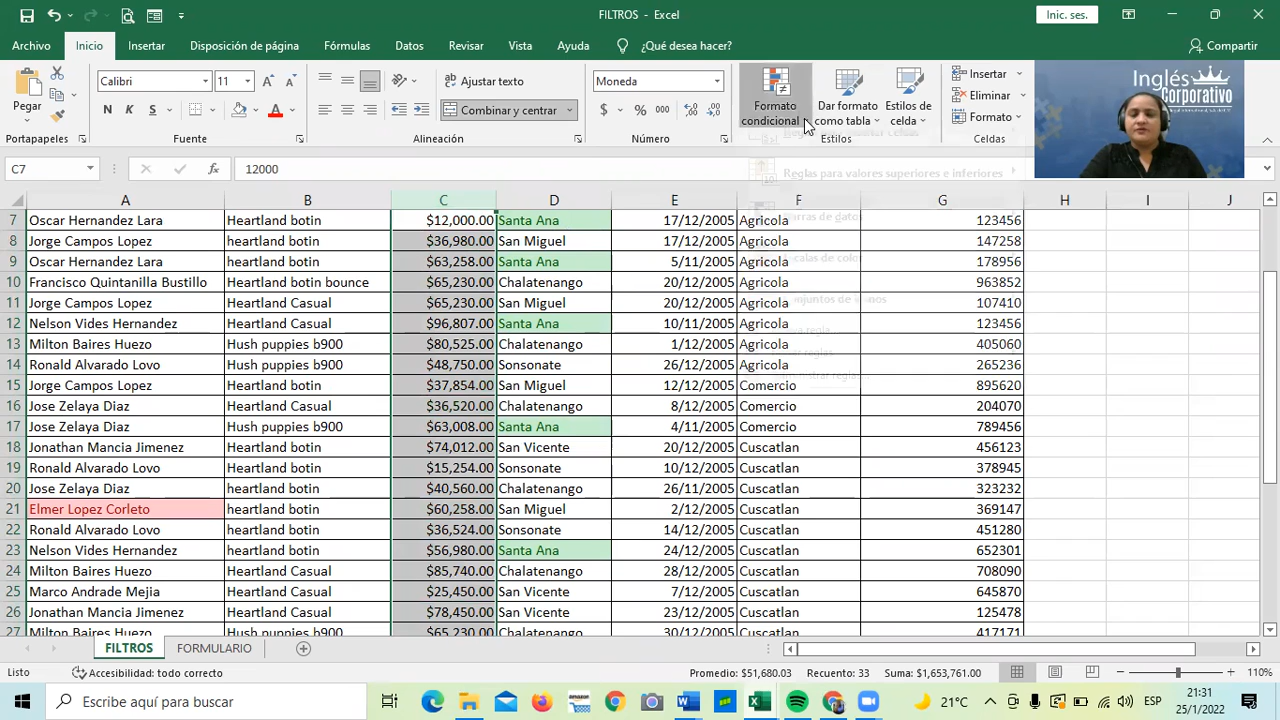 FILTROS - Excel
Inic. ses.
Archivo
Inicio
Insertar
Disposición de página
Fórmulas
Datos
Revisar
Vista
Ayuda
¿Qué desea hacer?
Compartir
Pegar
Calibri
11
Ajustar texto
Moneda
Combinar y centrar
Formato condicional
Dar formato como tabla
Estilos de celda
Insertar
Eliminar
Formato
Portapapeles
Fuente
Alineación
Número
Estilos
Celdas
Inglés
Corporativo
Reglas para valores superiores e inferiores
C7
12000
A B C D E F G H I J
7 Oscar Hernandez Lara Heartland botin $12,000.00 Santa Ana 17/12/2005 Agricola 123456
8 Jorge Campos Lopez heartland botin $36,980.00 San Miguel 17/12/2005 Agricola 147258
9 Oscar Hernandez Lara heartland botin $63,258.00 Santa Ana 5/11/2005 Agricola 178956
10 Francisco Quintanilla Bustillo Heartland botin bounce $65,230.00 Chalatenango 20/12/2005 Agricola 963852
11 Jorge Campos Lopez Heartland Casual $65,230.00 San Miguel 20/12/2005 Agricola 107410
12 Nelson Vides Hernandez Heartland Casual $96,807.00 Santa Ana 10/11/2005 Agricola 123456
13 Milton Baires Huezo Hush puppies b900 $80,525.00 Chalatenango 1/12/2005 Agricola 405060
14 Ronald Alvarado Lovo Hush puppies b900 $48,750.00 Sonsonate 26/12/2005 Agricola 265236
15 Jorge Campos Lopez Heartland Casual $37,854.00 San Miguel 12/12/2005 Comercio 895620
16 Jose Zelaya Diaz Heartland Casual $36,520.00 Chalatenango 8/12/2005 Comercio 204070
17 Jose Zelaya Diaz Hush puppies b900 $63,008.00 Santa Ana 4/11/2005 Comercio 789456
18 Jonathan Mancia Jimenez Heartland botin $74,012.00 San Vicente 20/12/2005 Cuscatlan 456123
19 Ronald Alvarado Lovo Heartland botin $15,254.00 Sonsonate 10/12/2005 Cuscatlan 378945
20 Jose Zelaya Diaz heartland botin $40,560.00 Chalatenango 26/11/2005 Cuscatlan 323232
21 Elmer Lopez Corleto heartland botin $60,258.00 San Miguel 2/12/2005 Cuscatlan 369147
22 Ronald Alvarado Lovo heartland botin $36,524.00 Sonsonate 14/12/2005 Cuscatlan 451280
23 Nelson Vides Hernandez heartland botin $56,980.00 Santa Ana 24/12/2005 Cuscatlan 652301
24 Milton Baires Huezo Heartland Casual $85,740.00 Chalatenango 28/12/2005 Cuscatlan 708090
25 Marco Andrade Mejia Heartland Casual $25,450.00 San Vicente 7/12/2005 Cuscatlan 645870
26 Jonathan Mancia Jimenez Heartland Casual $78,450.00 San Vicente 23/12/2005 Cuscatlan 125478
27 Milton Baires Huezo Hush puppies b900 $65,230.00 Chalatenango 30/12/2005 Cuscatlan 417171
FILTROS
FORMULARIO
Listo
Accesibilidad: todo correcto
Promedio: $51,680.03
Recuento: 33
Suma: $1,653,761.00
110%
Escribe aquí para buscar
amazon
21°C
ESP
21:31
25/1/2022